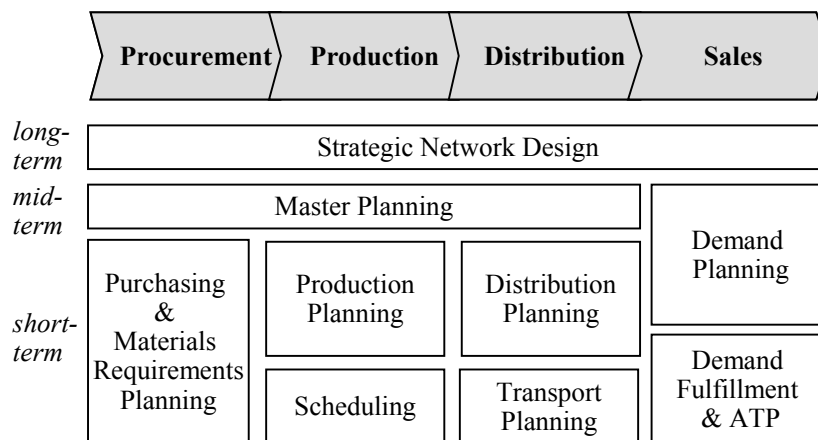 Procurement
Production
Distribution
Sales
long-
term
Strategic Network Design
mid-
term
Master Planning
Demand
Planning
short-
term
Purchasing
&
Materials
Requirements
Planning
Production
Planning
Distribution
Planning
Scheduling
Transport
Planning
Demand
Fulfillment
& ATP